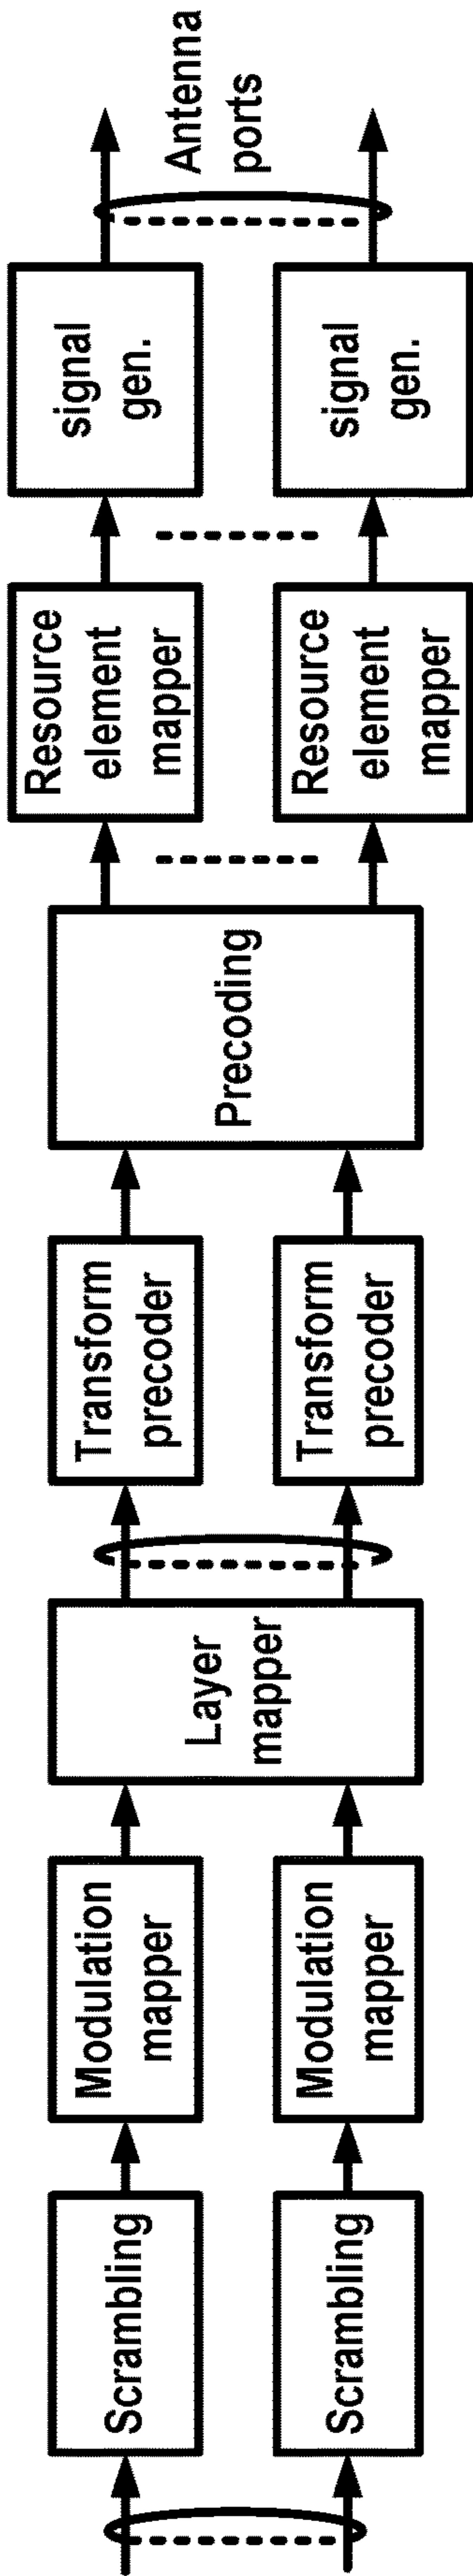 Scrambling
Modulation
mapper
Layer
mapper
Transform
precoder
Precoding
Resource
element
mapper
signal
gen.
Antenna
ports
Scrambling
Modulation
mapper
Transform
precoder
Resource
element
mapper
signal
gen.